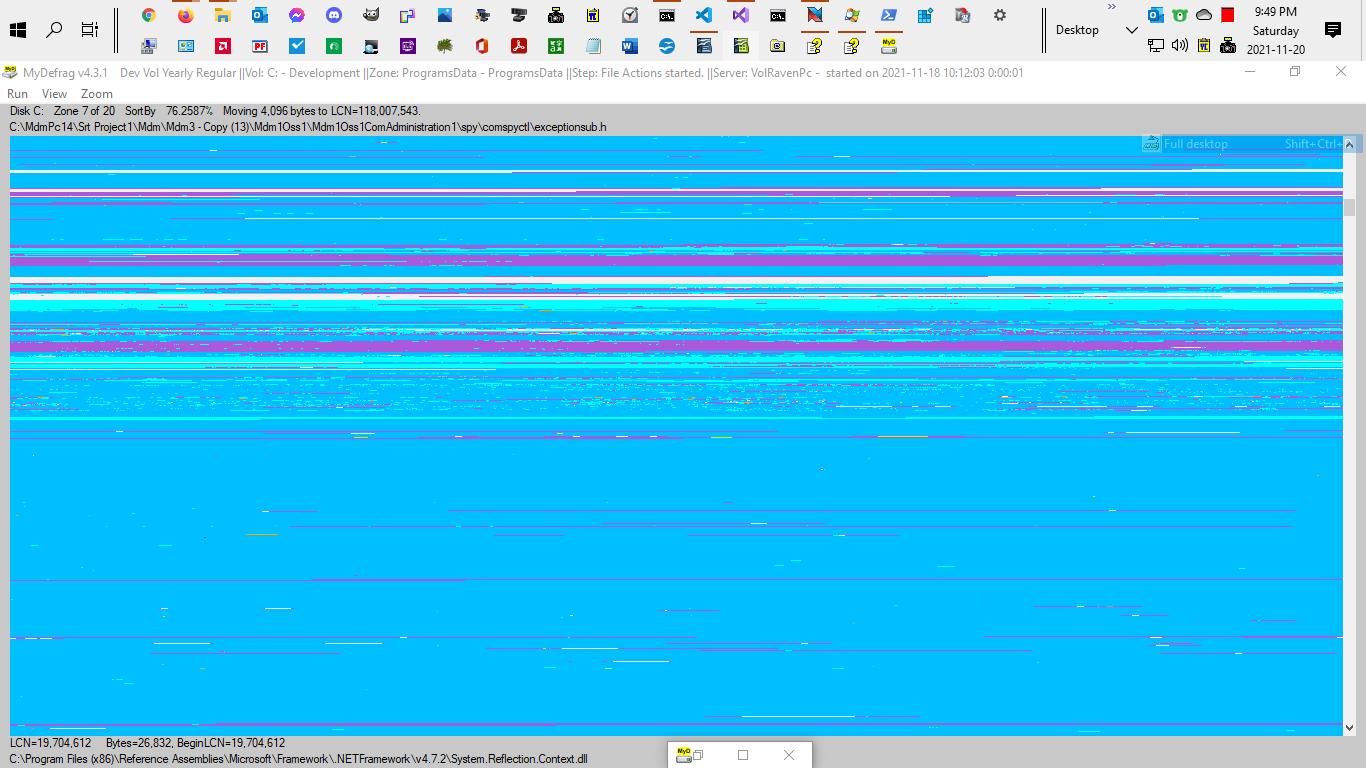 9:49 PM
Desktop
Saturday
2021-11-20
MyDefrag v4.3.1 Dev Vol Yearly Regular ||Vol: C: - Development ||Zone: ProgramsData - ProgramsData ||Step: File Actions started. ||Server: VolRavenPc - started on 2021-11-18 10:12:03 0:00:01
Run View Zoom
Disk C: Zone 7 of 20 SortBy 76.2587% Moving 4,096 bytes to LCN=118,007,543.
C:\MdmPc14\Srt Project1\Mdm\Mdm3 - Copy (13)\Mdm1Oss1\Mdm1Oss1ComAdministration1\spy\comspyctl\exceptionsub.h
Full desktop Shift+Ctrl+
LCN=19,704,612 Bytes=26,832, BeginLCN=19,704,612
C:\Program Files (x86)\Reference Assemblies\Microsoft\Framework\.NETFramework\v4.7.2\System.Reflection.Context.dll